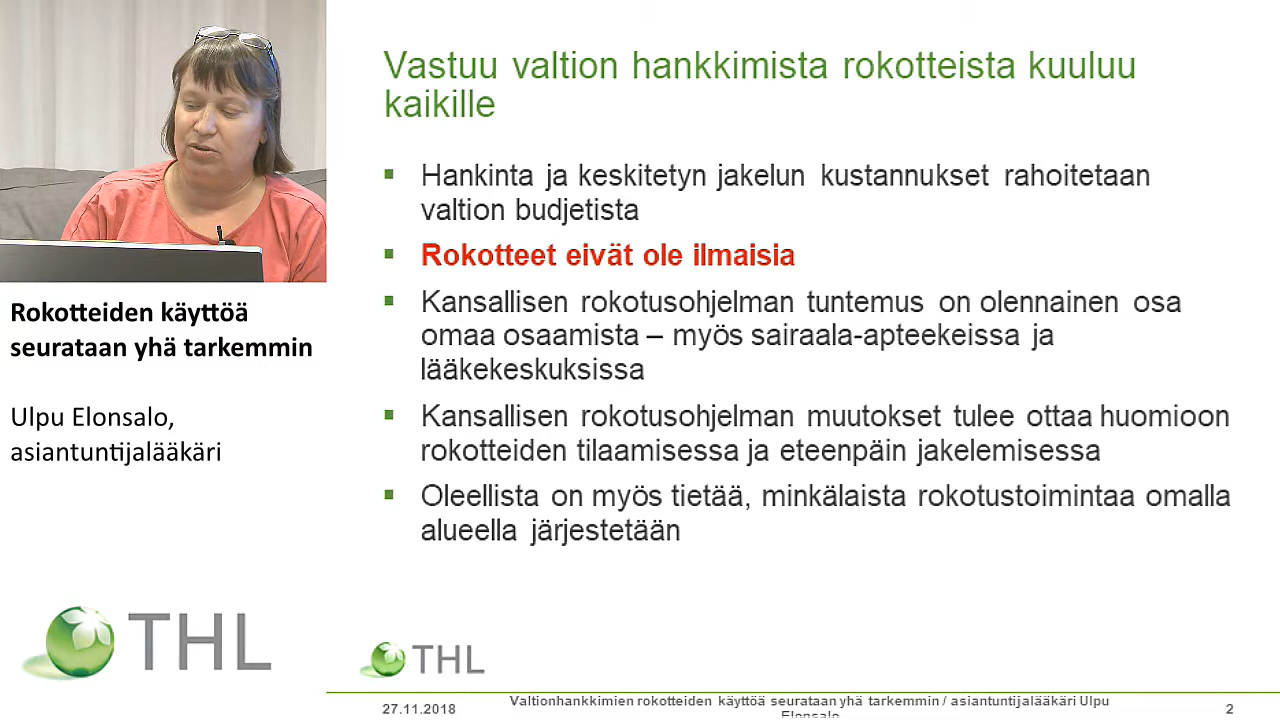 Vastuu valtion hankkimista rokotteista kuuluu
kaikille
Hankinta ja keskitetyn jakelun kustannukset rahoitetaan
valtion budjetista
Rokotteet eivät ole ilmaisia
Kansallisen rokotusohjelman tuntemus on olennainen osa
omaa osaamista – myös sairaala-apteekeissa ja
lääkekeskuksissa
Kansallisen rokotusohjelman muutokset tulee ottaa huomioon
rokotteiden tilaamisessa ja eteenpäin jakelemisessa
Oleellista on myös tietää, minkälaista rokotustoimintaa omalla
alueella järjestetään
Rokotteiden käyttöä
seurataan yhä tarkemmin
Ulpu Elonsalo,
asiantuntijalääkäri
THL
THL
27.11.2018
Valtionhankkimien rokotteiden käyttöä seurataan yhä tarkemmin / asiantuntijalääkäri Ulpu
Elonsalo
2